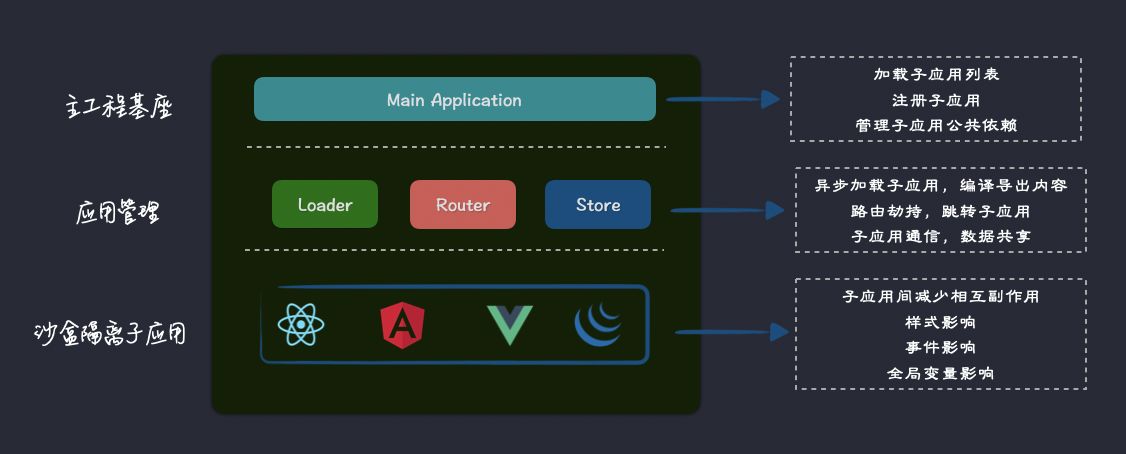 主工程基座
Main Application
加载子应用列表
注册子应用
管理子应用公共依赖
应用管理
Loader
Router
Store
异步加载子应用，编译导出内容
路由劫持，跳转子应用
子应用通信，数据共享
沙盒隔离子应用
子应用间减少相互副作用
样式影响
事件影响
全局变量影响